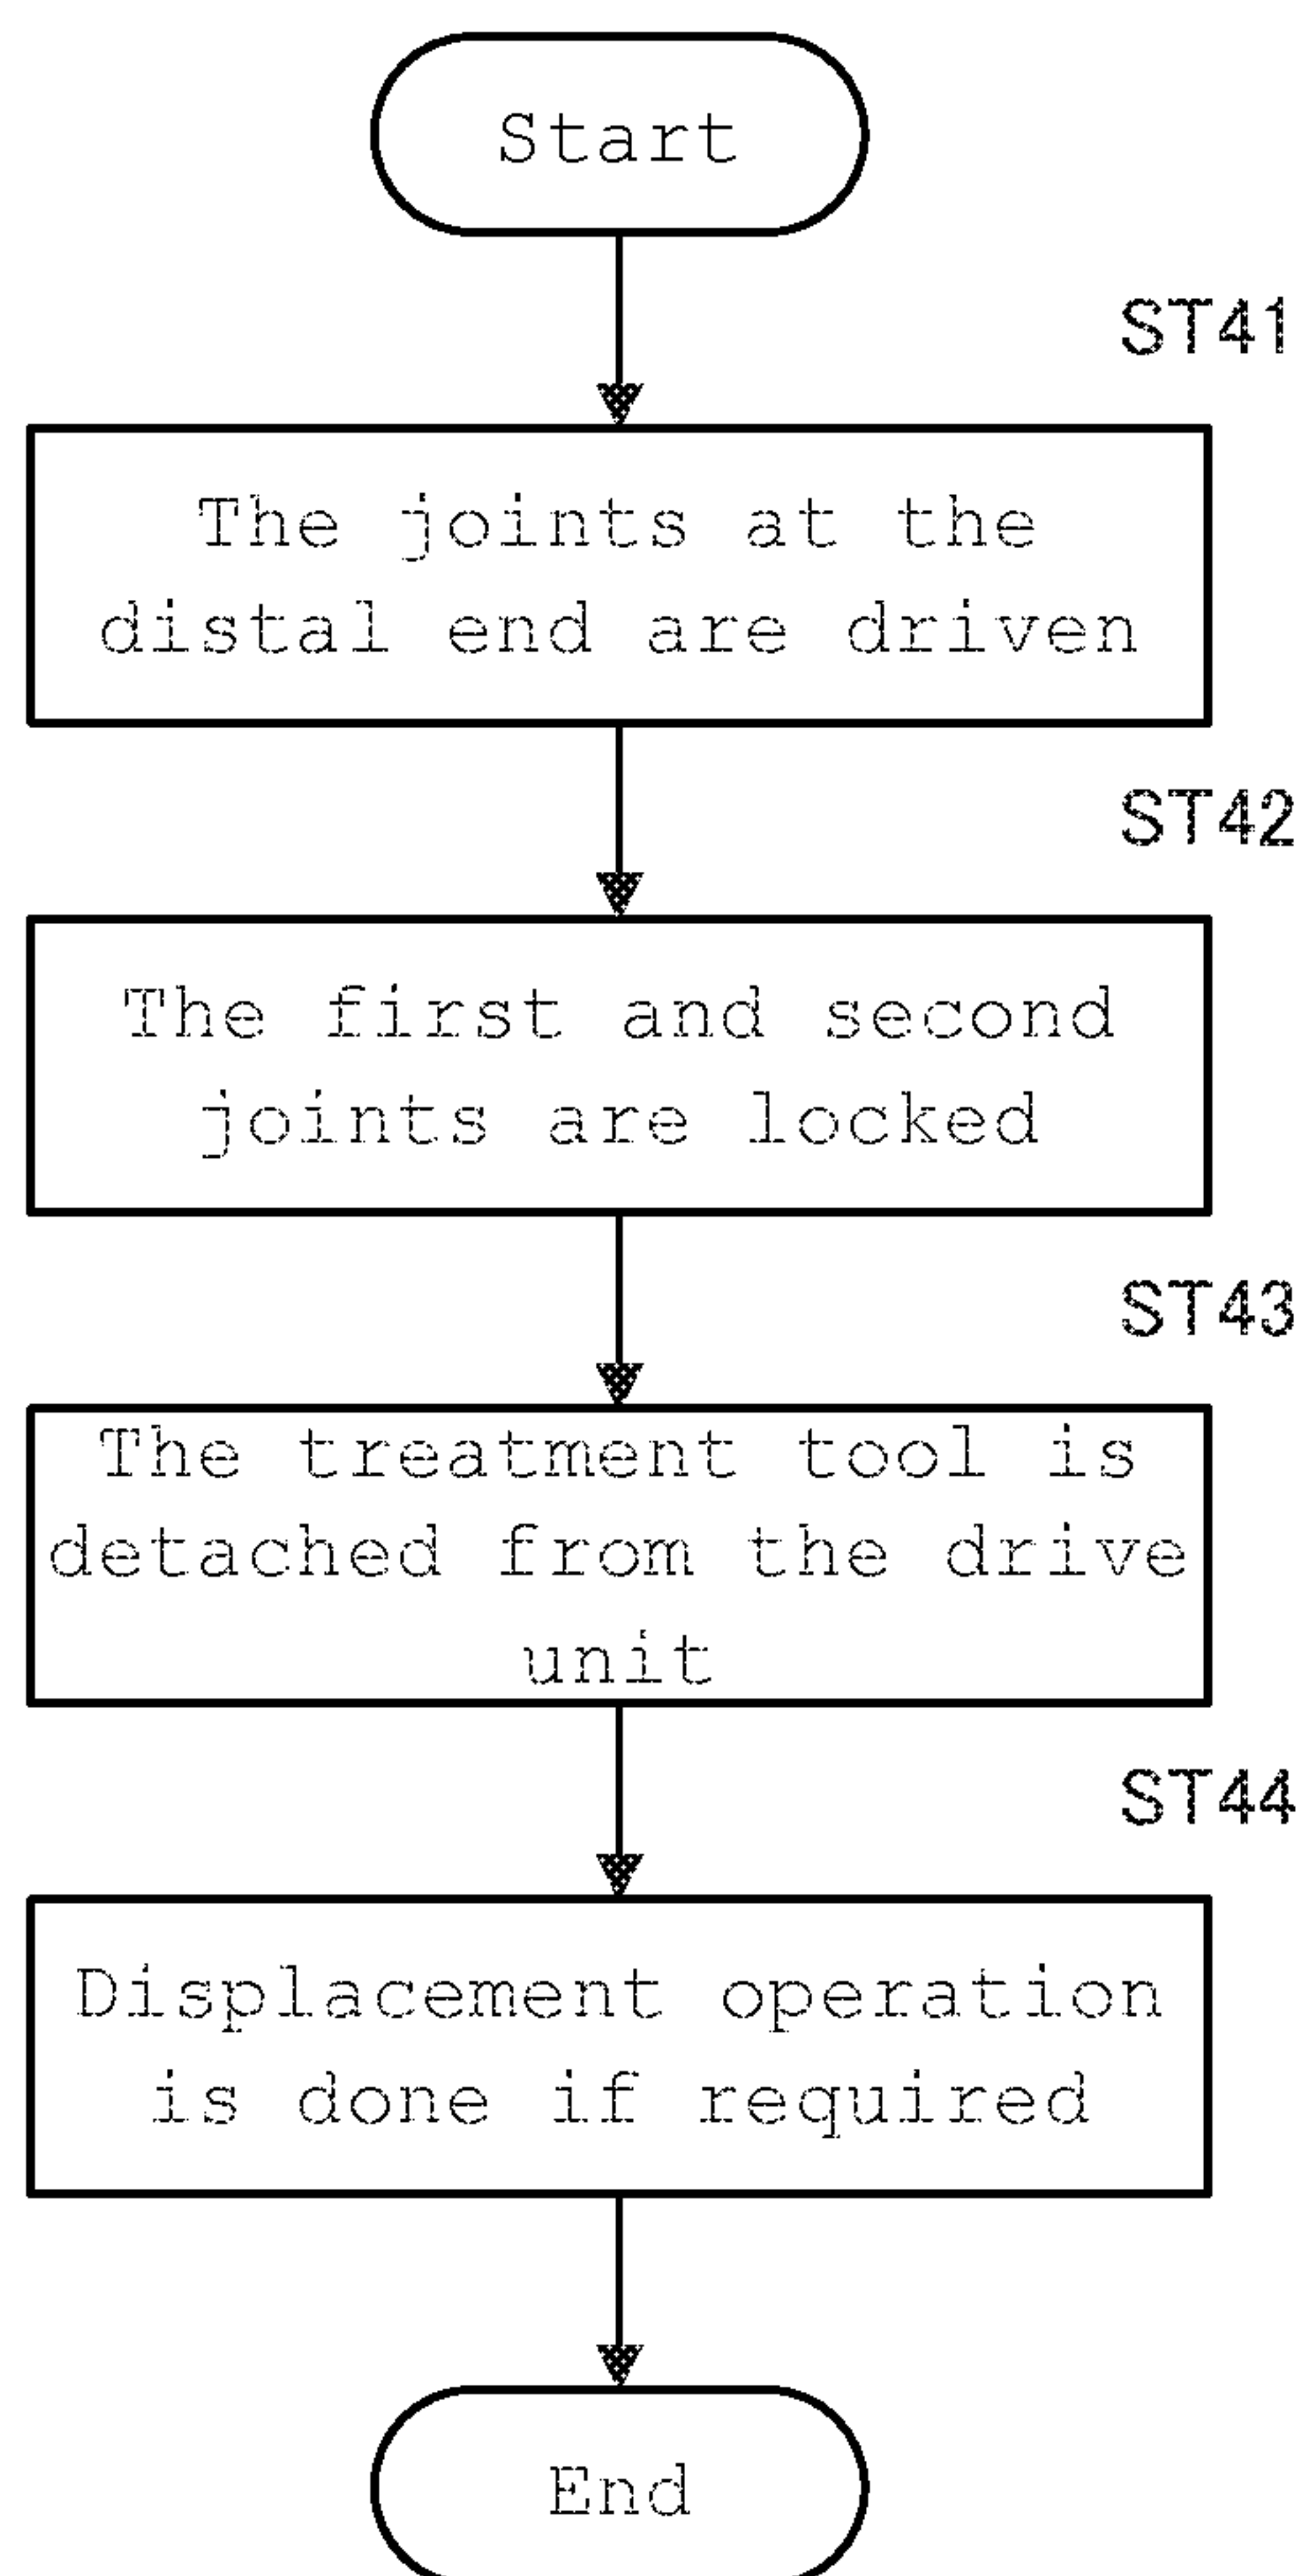 Start
ST41
The joints at the
distal end are driven
ST42
The first and second
joints are locked
ST43
The treatment tool is
detached from the drive
unit
ST44
Displacement operation
is done if required
End